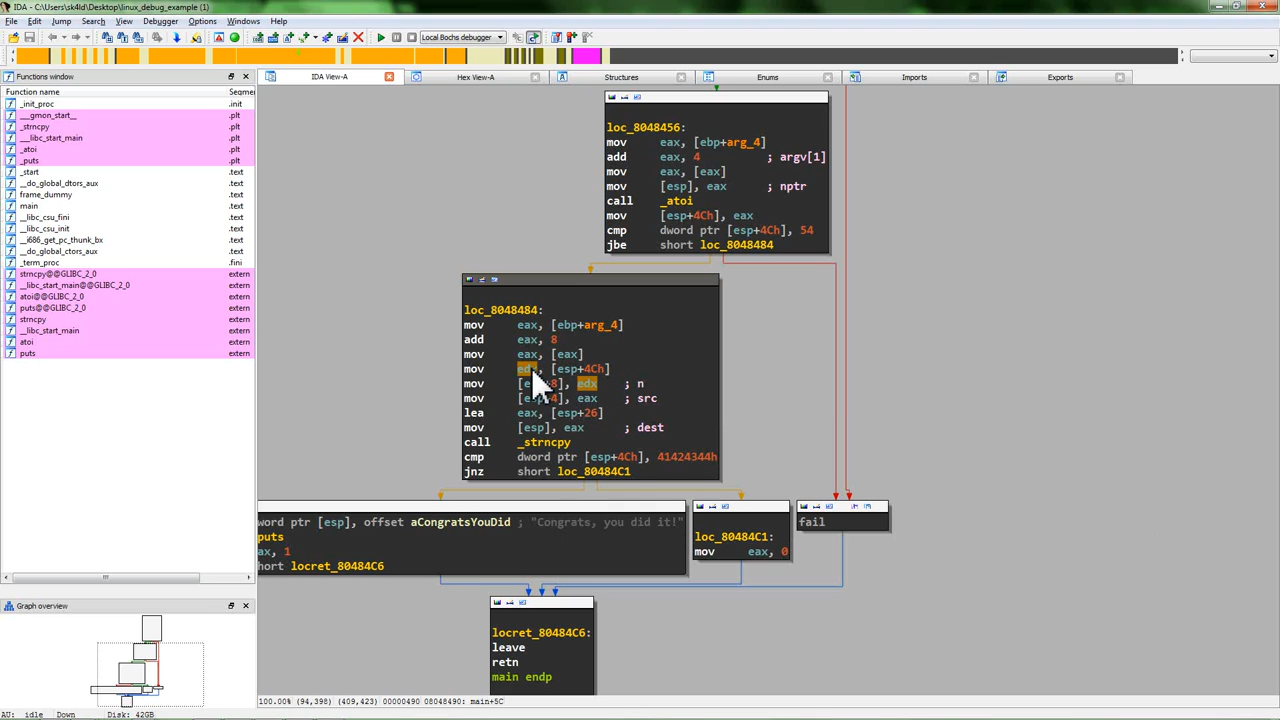 IDA - C:\Users\sk4ld\Desktop\linux_debug_example (1)
File Edit Jump Search View Debugger Options Windows Help
Local Bochs debugger
Functions window
IDA View-A
Hex View-A
Structures
Enums
Imports
Exports
Function name Segme
_init_proc .init
___gmon_start__ .plt
_strncpy .plt
___libc_start_main .plt
_atoi .plt
_puts .plt
_start .text
__do_global_dtors_aux .text
frame_dummy .text
main .text
__libc_csu_fini .text
__libc_csu_init .text
__i686_get_pc_thunk_bx .text
__do_global_ctors_aux .text
_term_proc .fini
strncpy@@GLIBC_2_0 extern
__libc_start_main@@GLIBC_2_0 extern
atoi@@GLIBC_2_0 extern
puts@@GLIBC_2_0 extern
strncpy extern
__libc_start_main extern
atoi extern
puts extern
Graph overview
loc_8048456:
mov eax, [ebp+arg_4]
add eax, 4 ; argv[1]
mov eax, [eax]
mov [esp], eax ; nptr
call _atoi
mov [esp+4Ch], eax
cmp dword ptr [esp+4Ch], 54
jbe short loc_8048484
loc_8048484:
mov eax, [ebp+arg_4]
add eax, 8
mov eax, [eax]
mov edx, [esp+4Ch]
mov 8], edx ; n
mov 4], eax ; src
lea eax, [esp+26]
mov [esp], eax ; dest
call _strncpy
cmp dword ptr [esp+4Ch], 41424344h
jnz short loc_80484C1
word ptr [esp], offset aCongratsYouDid ; "Congrats, you did it!"
puts
ax, 1
hort locret_80484C6
loc_80484C1:
mov eax, 0
fail
locret_80484C6:
leave
retn
main endp
100.00% (94,398) (409,423) 00000490 08048490: main+5C
AU: idle Down Disk: 42GB